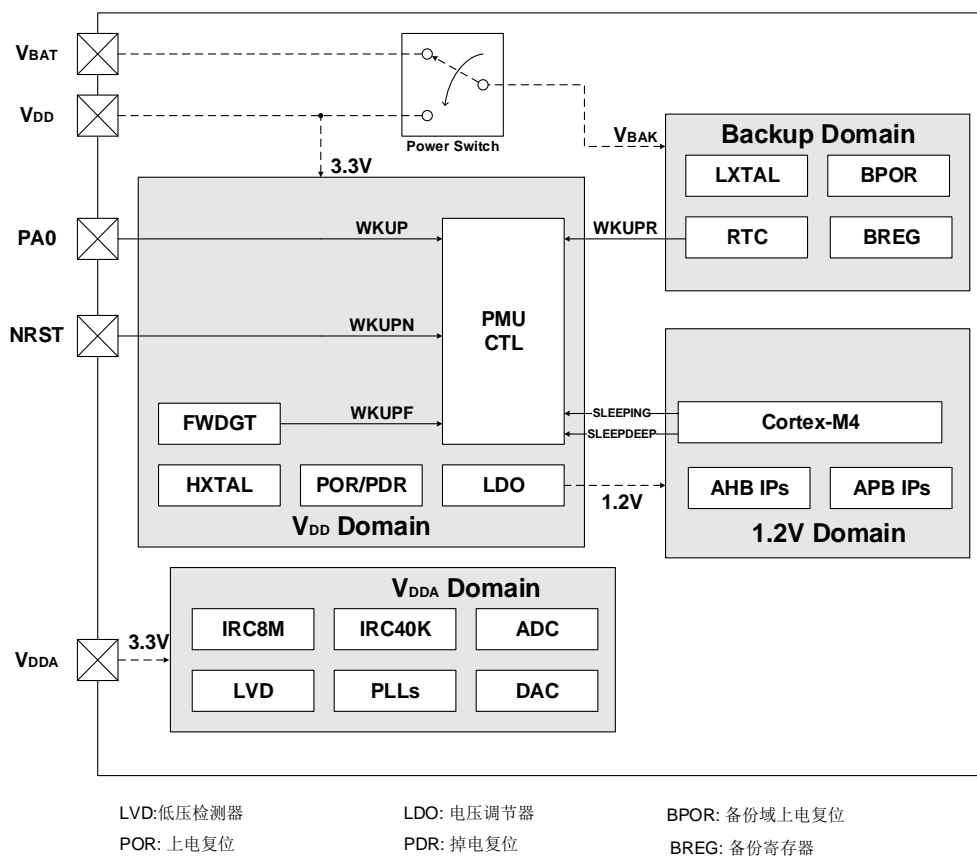 VBAT
VDD
Power Switch
3.3V
VBAK
Backup Domain
LXTAL
BPOR
RTC
BREG
PA0
WKUP
WKUPR
NRST
WKUPN
PMU
CTL
FWDGT
WKUPF
SLEEPING
SLEEPDEEP
Cortex-M4
HXTAL
POR/PDR
LDO
1.2V
AHB IPs
APB IPs
VDD Domain
1.2V Domain
VDDA Domain
VDDA
3.3V
IRC8M
IRC40K
ADC
LVD
PLLs
DAC
LVD:低压检测器
LDO: 电压调节器
BPOR: 备份域上电复位
POR: 上电复位
PDR: 掉电复位
BREG: 备份寄存器